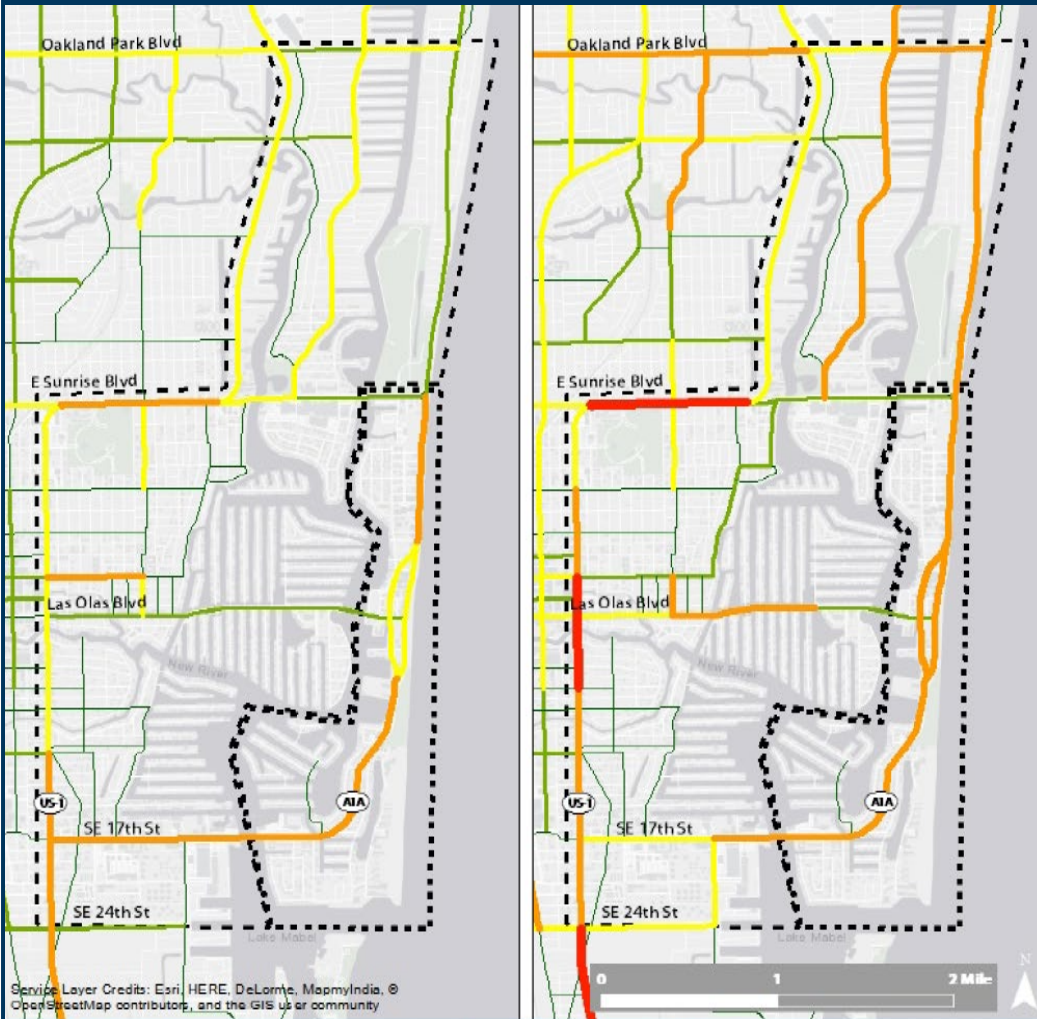 Oakland Park Blvd
E Sunrise Blvd
Las Olas Blvd
New River
US-1
A1A
SE 17th St
SE 24th St
Lake Mabel
Service Layer Credits: Esri, HERE, DeLorme, MapmyIndia, ©
OpenStreetMap contributors, and the GIS user community
Oakland Park Blvd
E Sunrise Blvd
Las Olas Blvd
New River
US-1
A1A
SE 17th St
SE 24th St
Lake Mabel
0 1 2 Mile
N